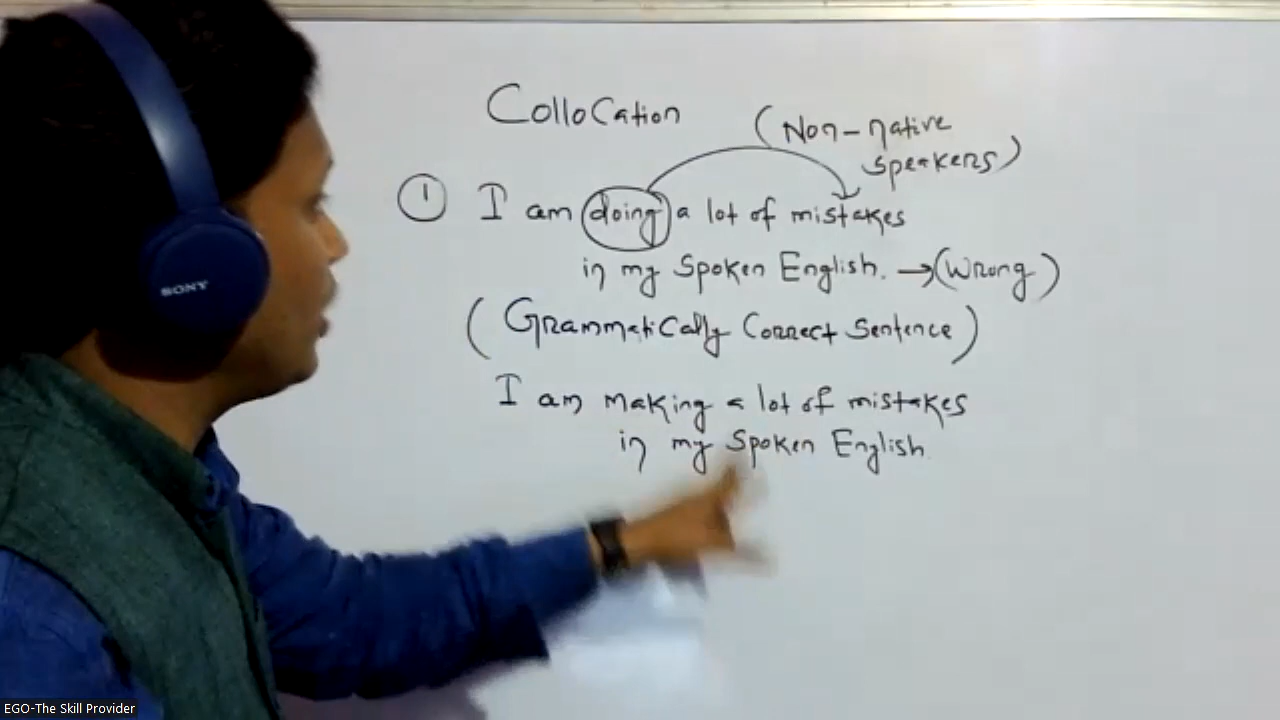 Collocation
(Non-native
speakers)
① I am doing a lot of mistakes
in my Spoken English. →(Wrong)
(Grammatically Correct Sentence)
I am making a lot of mistakes
in my Spoken English.
SONY
EGO-The Skill Provider